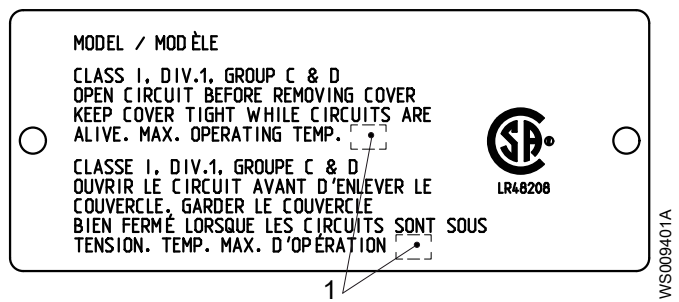 MODEL / MODÈLE
CLASS I, DIV.1, GROUP C & D
OPEN CIRCUIT BEFORE REMOVING COVER
KEEP COVER TIGHT WHILE CIRCUITS ARE
ALIVE. MAX. OPERATING TEMP.
CLASSE I, DIV.1, GROUPE C & D
OUVRIR LE CIRCUIT AVANT D'ENLEVER LE
COUVERCLE. GARDER LE COUVERCLE
BIEN FERMÉ LORSQUE LES CIRCUITS SONT SOUS
TENSION. TEMP. MAX. D'OPÉRATION
SA®
LR48208
1
WS009401A